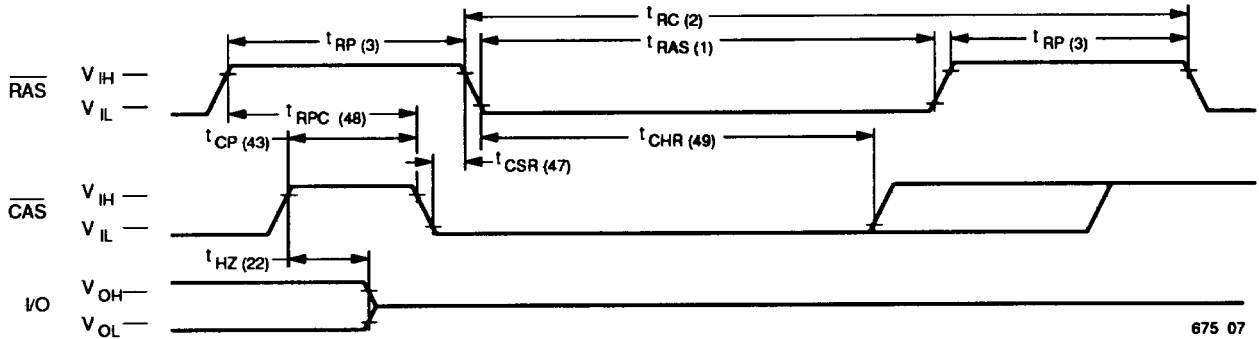 t RC (2)
t RP (3)
t RAS (1)
t RP (3)
RAS
V IH
V IL
t RPC (48)
t CP (43)
t CHR (49)
t CSR (47)
CAS
V IH
V IL
t HZ (22)
I/O
V OH
V OL
675 07